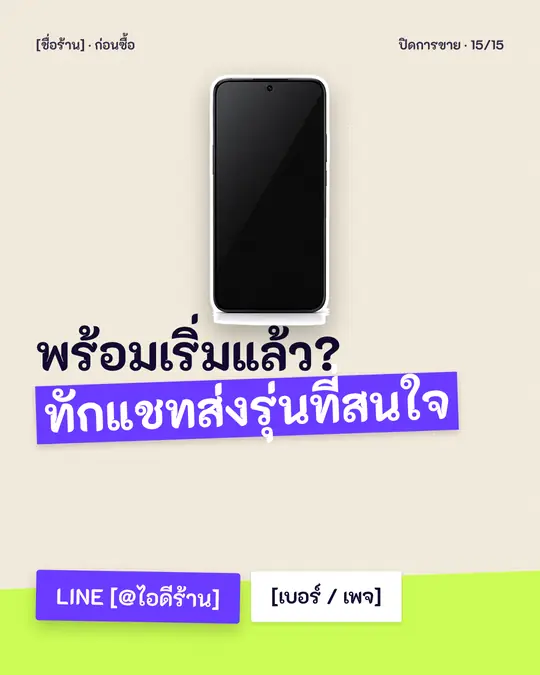 [ชื่อร้าน] · ก่อนซื้อ
ปิดการขาย · 15/15
พร้อมเริ่มแล้ว?
ทักแชทส่งรุ่นที่สนใจ
LINE [@ไอดีร้าน]
[เบอร์ / เพจ]